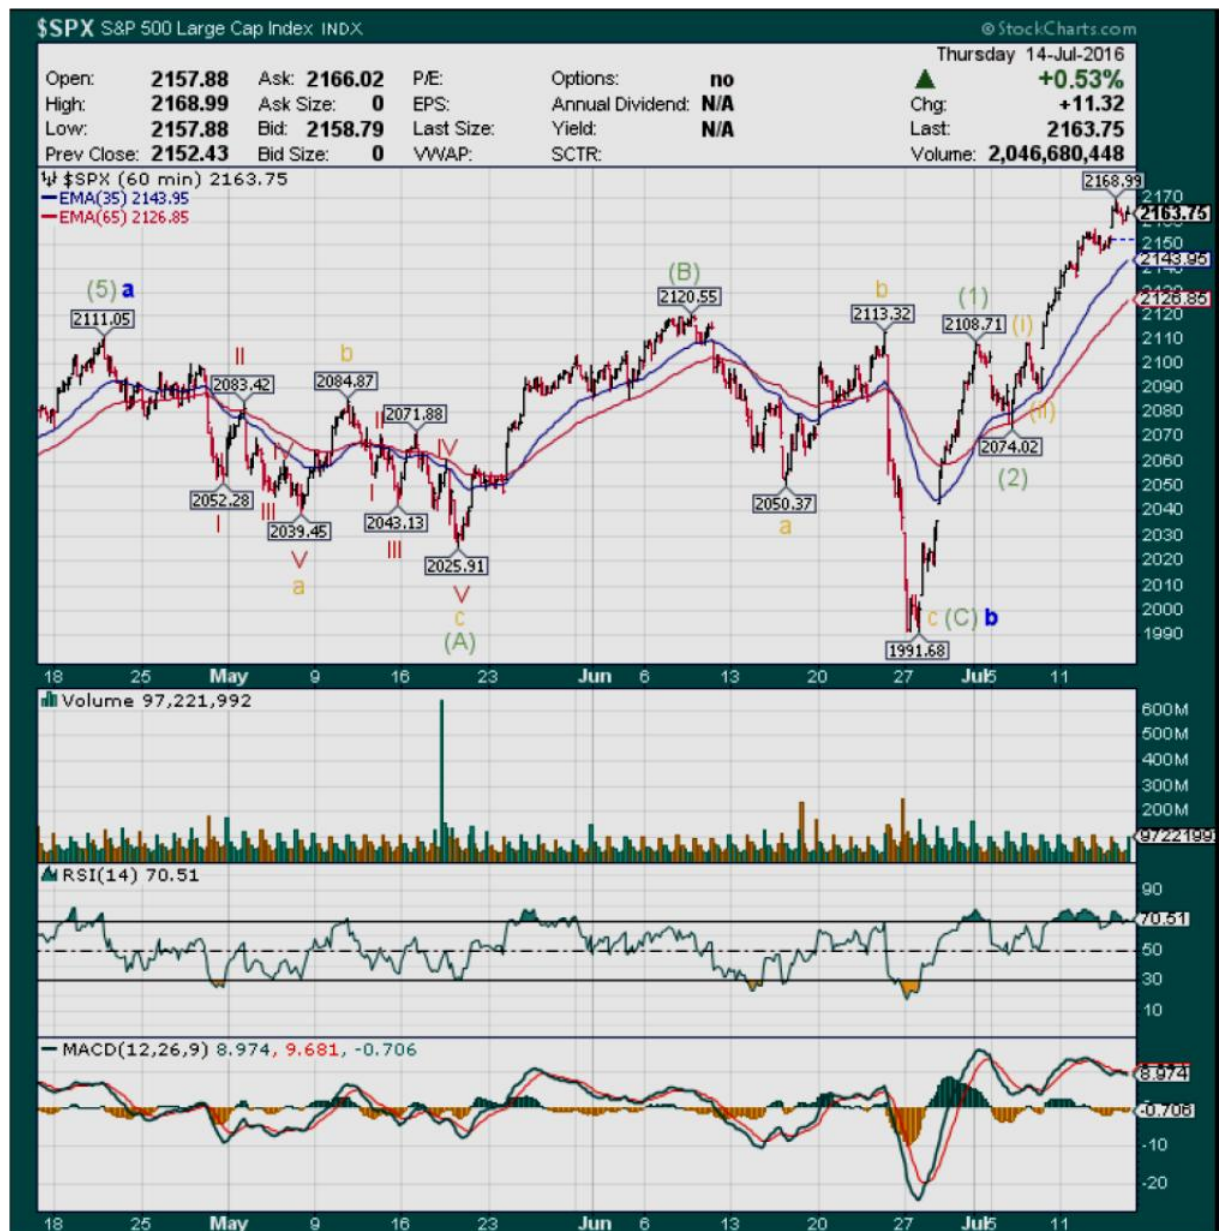 $SPX S&P 500 Large Cap Index INDX © StockCharts.com
Thursday 14-Jul-2016
Open: 2157.88 Ask: 2166.02 P/E: Options: no ▲ +0.53%
High: 2168.99 Ask Size: 0 EPS: Annual Dividend: N/A Chg: +11.32
Low: 2157.88 Bid: 2158.79 Last Size: Yield: N/A Last: 2163.75
Prev Close: 2152.43 Bid Size: 0 VWAP: SCTR: Volume: 2,046,680,448
$SPX (60 min) 2163.75
EMA(35) 2143.95
EMA(65) 2126.85
2168.99
2170
2163.75
2150
2143.95
2130
2126.85
2120
2110
2100
2090
2080
2070
2060
2050
2040
2030
2020
2010
2000
1990
(5) a
2111.05
II
2083.42
b
2084.87
II
2071.88
IV
IV
2052.28
I
III
2039.45
V
a
I
2043.13
III
2025.91
V
c
(A)
(B)
2120.55
2050.37
a
b
2113.32
(1)
2108.71
(i)
(ii)
2074.02
(2)
c (C) b
1991.68
18 25 May 9 16 23 Jun 6 13 20 27 Jul 5 11
Volume 97,221,992
600M
500M
400M
300M
200M
9722199
RSI(14) 70.51
90
70.51
50
30
10
MACD(12,26,9) 8.974, 9.681, -0.706
8.974
-0.706
-10
-20
18 25 May 9 16 23 Jun 6 13 20 27 Jul 5 11